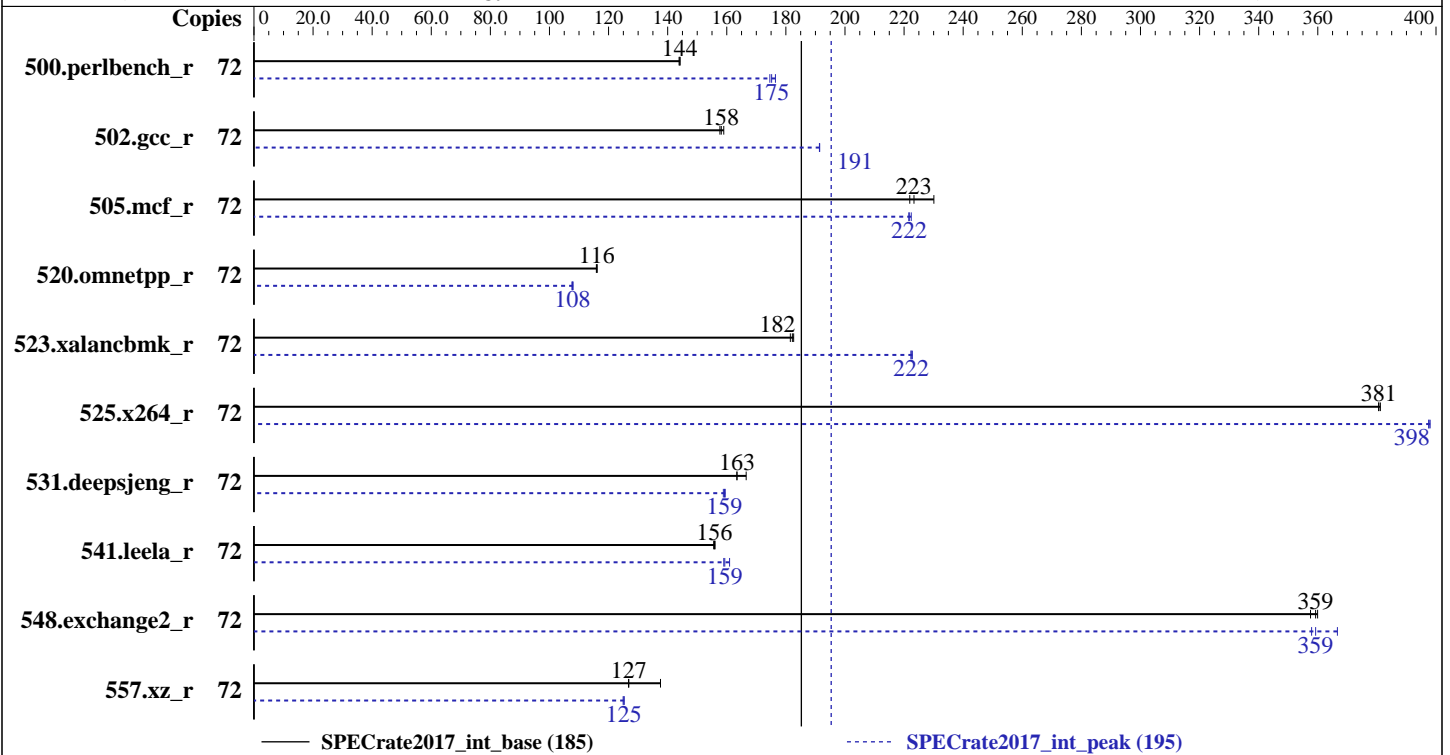 Copies 0 20.0 40.0 60.0 80.0 100 120 140 160 180 200 220 240 260 280 300 320 340 360 400
144
500.perlbench_r 72
175
158
502.gcc_r 72
191
223
505.mcf_r 72
222
116
520.omnetpp_r 72
108
182
523.xalancbmk_r 72
222
381
525.x264_r 72
398
163
531.deepsjeng_r 72
159
156
541.leela_r 72
159
359
548.exchange2_r 72
359
127
557.xz_r 72
125
SPECrate2017_int_base (185) SPECrate2017_int_peak (195)